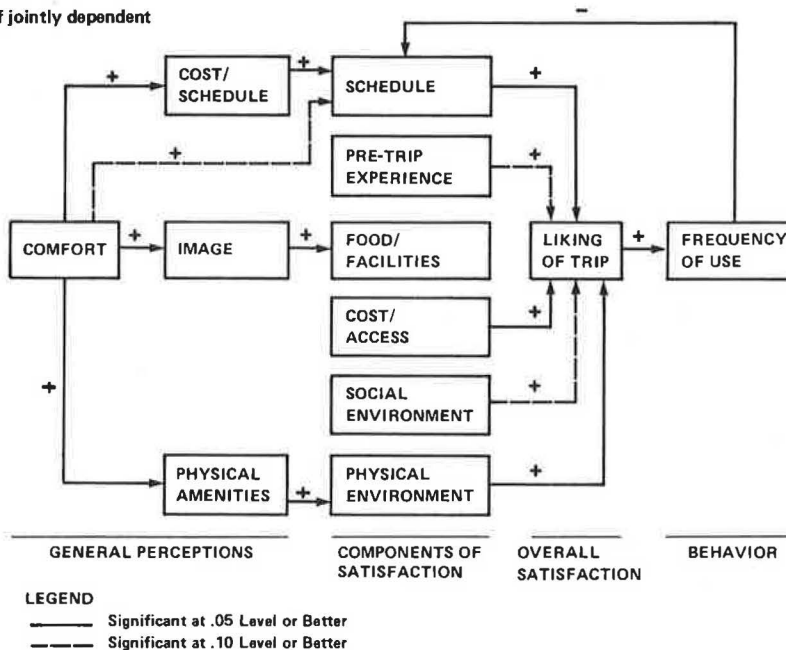 f jointly dependent
−
+
+
+
COST/
SCHEDULE
SCHEDULE
+
+
PRE-TRIP
EXPERIENCE
COMFORT
+
IMAGE
+
FOOD/
FACILITIES
LIKING
OF TRIP
+
FREQUENCY
OF USE
COST/
ACCESS
+
+
SOCIAL
ENVIRONMENT
+
PHYSICAL
AMENITIES
+
PHYSICAL
ENVIRONMENT
+
GENERAL PERCEPTIONS
COMPONENTS OF
SATISFACTION
OVERALL
SATISFACTION
BEHAVIOR
LEGEND
Significant at .05 Level or Better
Significant at .10 Level or Better